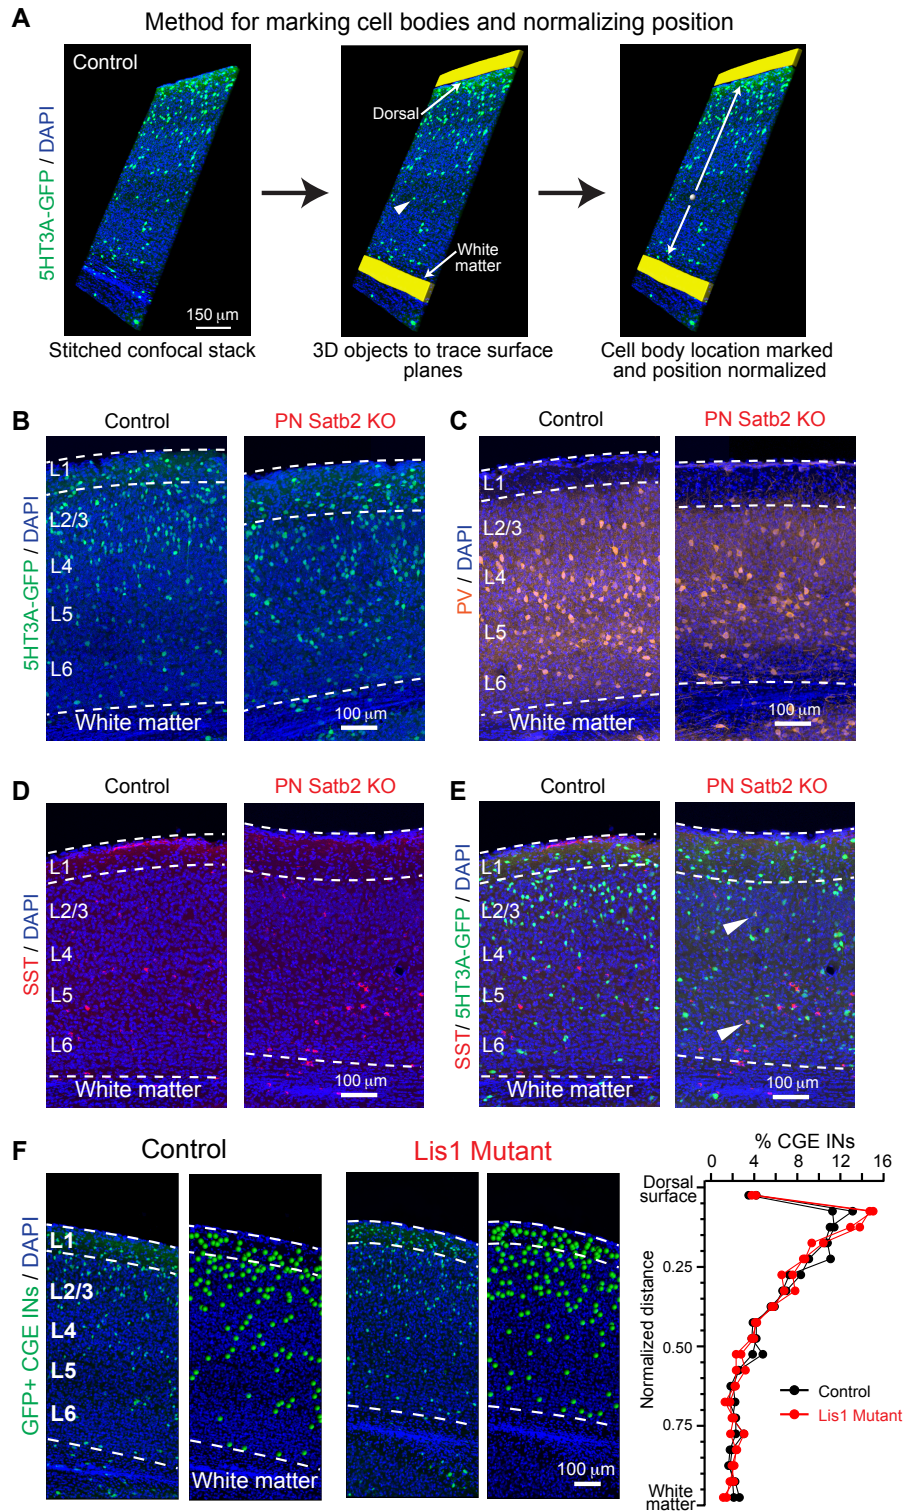 A
Method for marking cell bodies and normalizing position
5HT3A-GFP / DAPI
Control
150 µm
Dorsal
White
matter
Stitched confocal stack
3D objects to trace surface
planes
Cell body location marked
and position normalized
B
Control
PN Satb2 KO
5HT3A-GFP / DAPI
L1
L2/3
L4
L5
L6
White matter
100 µm
C
Control
PN Satb2 KO
PV / DAPI
L1
L2/3
L4
L5
L6
White matter
100 µm
D
Control
PN Satb2 KO
SST / DAPI
L1
L2/3
L4
L5
L6
White matter
100 µm
E
Control
PN Satb2 KO
SST/ 5HT3A-GFP / DAPI
L1
L2/3
L4
L5
L6
White matter
100 µm
F
Control
Lis1 Mutant
GFP+ CGE INs / DAPI
L1
L2/3
L4
L5
L6
White matter
100 µm
% CGE INs
0 4 8 12 16
Dorsal
surface
0.25
0.50
0.75
White
matter
Normalized distance
Control
Lis1 Mutant